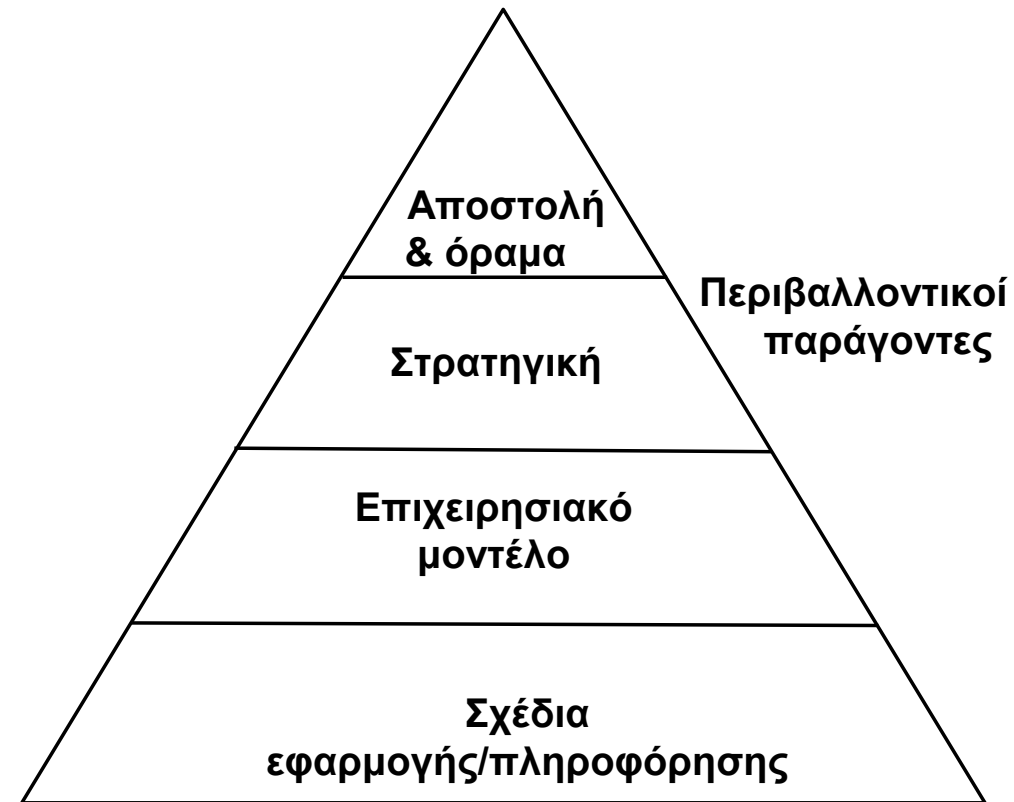 Αποστολή
& όραμα
Περιβαλλοντικοί
παράγοντες
Στρατηγική
Επιχειρησιακό
μοντέλο
Σχέδια
εφαρμογής/πληροφόρησης